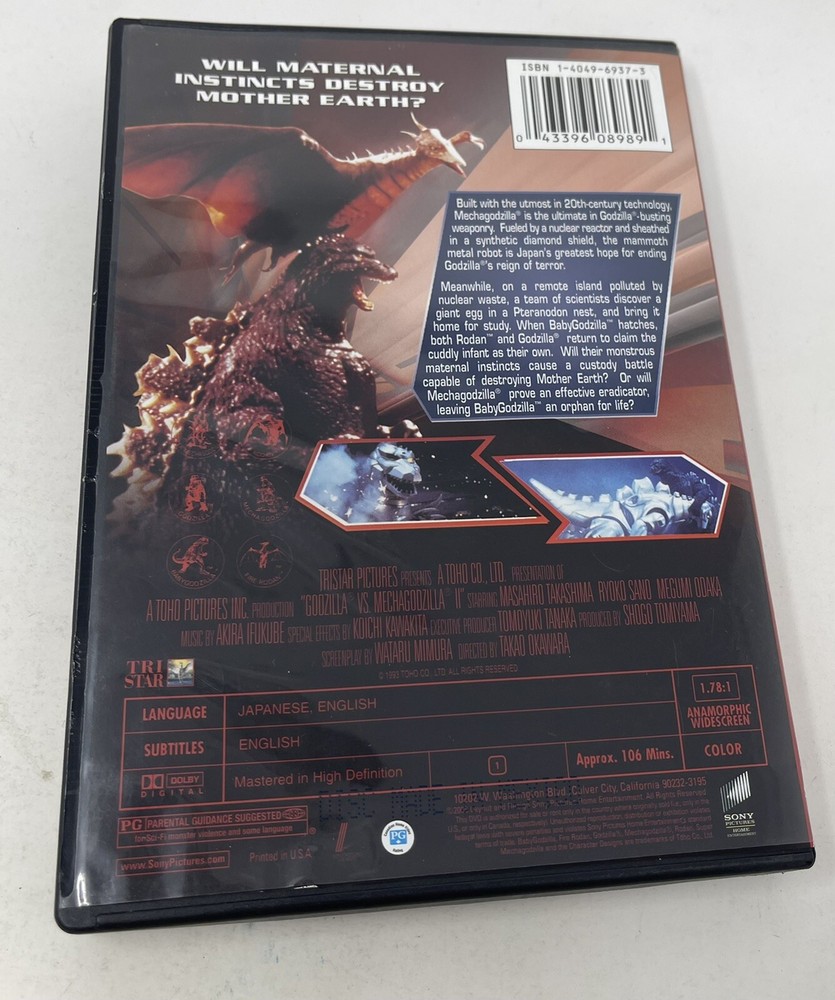 WILL MATERNAL
INSTINCTS DESTROY
MOTHER EARTH?
ISBN 1-4049-6937-3
0 43396 08989 1
Built with the utmost in 20th-century technology,
Mechagodzilla® is the ultimate in Godzilla®-busting
weaponry. Fueled by a nuclear reactor and sheathed
in a synthetic diamond shield, the mammoth
metal robot is Japan's greatest hope for ending
Godzilla®'s reign of terror.
Meanwhile, on a remote island polluted by
nuclear waste, a team of scientists discover a
giant egg in a Pteranodon nest, and bring it
home for study. When BabyGodzilla™ hatches,
both Rodan™ and Godzilla® return to claim the
cuddly infant as their own. Will their monstrous
maternal instincts cause a custody battle
capable of destroying Mother Earth? Or will
Mechagodzilla® prove an effective eradicator,
leaving BabyGodzilla™ an orphan for life?
BABYGODZILLA
FIRE RODAN
TRISTAR PICTURES PRESENTS A TOHO CO., LTD PRESENTATION OF
A TOHO PICTURES INC. PRODUCTION "GODZILLA VS. MECHAGODZILLA II" STARRING MASAHIRO TAKASHIMA RYOKO SANO MEGUMI ODAKA
MUSIC BY AKIRA IFUKUBE SPECIAL EFFECTS BY KOICHI KAWAKITA EXECUTIVE PRODUCER TOMOYUKI TANAKA PRODUCED BY SHOGO TOMIYAMA
SCREENPLAY BY WATARU MIMURA DIRECTED BY TAKAO OKAWARA
© 1993 TOHO CO., LTD. ALL RIGHTS RESERVED
TRI
STAR
LANGUAGE
JAPANESE, ENGLISH
SUBTITLES
ENGLISH
DOLBY
DIGITAL
Mastered in High Definition
1
Approx. 106 Mins.
1.78:1
ANAMORPHIC
WIDESCREEN
COLOR
DISC MADE
PG PARENTAL GUIDANCE SUGGESTED
for Sci-Fi monster violence and some language
www.SonyPictures.com
Printed in U.S.A.
PG
10202 W. Washington Blvd. Culver City, California 90232-3195
Home Entertainment. All Rights Reserved.
SONY
PICTURES
HOME
ENTERTAINMENT